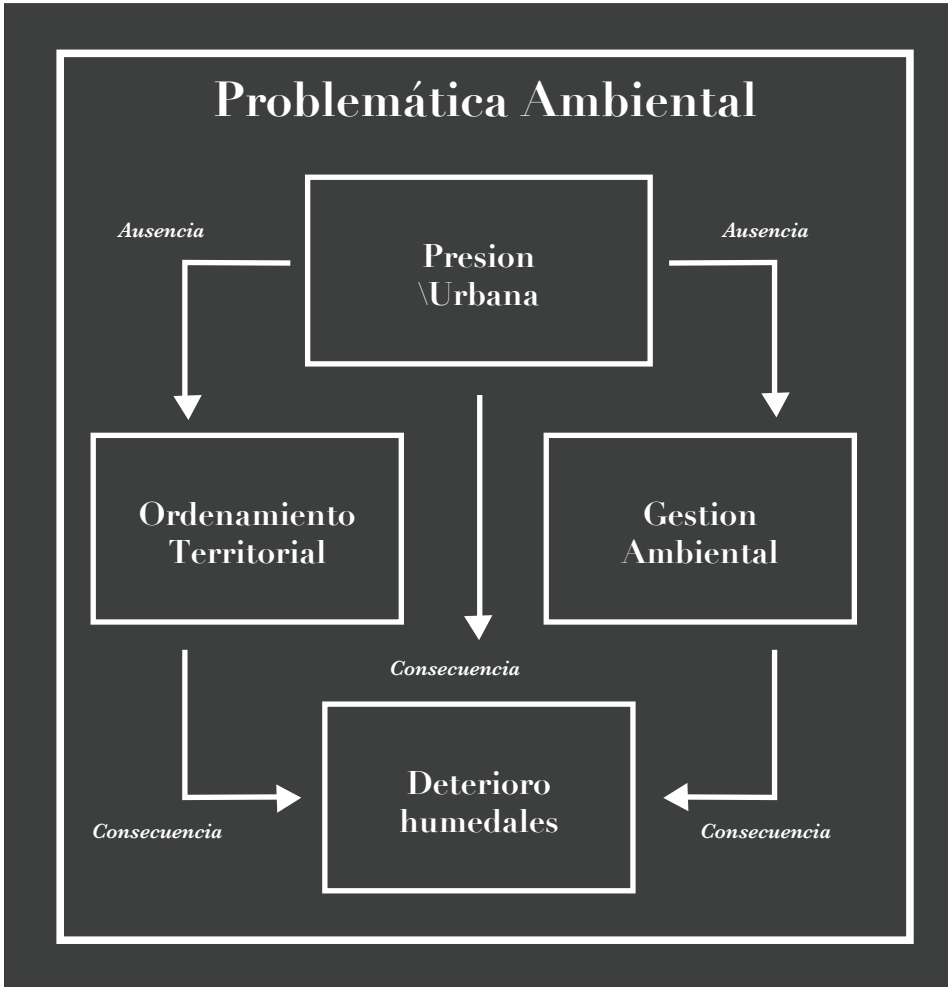 Problemática Ambiental
Ausencia
Ausencia
Presion
\Urbana
Ordenamiento
Territorial
Gestion
Ambiental
Consecuencia
Deterioro
humedales
Consecuencia
Consecuencia